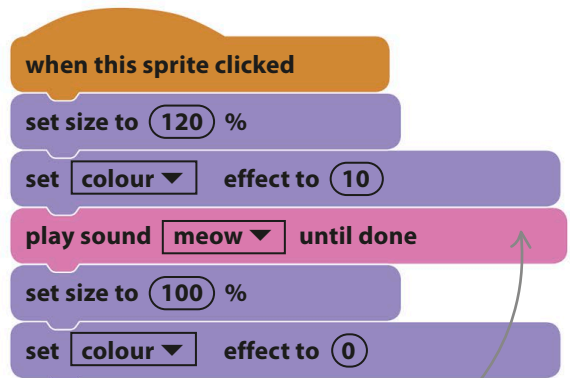 when this sprite clicked
set size to 120 %
set colour effect to 10
play sound meow until done
set size to 100 %
set colour effect to 0